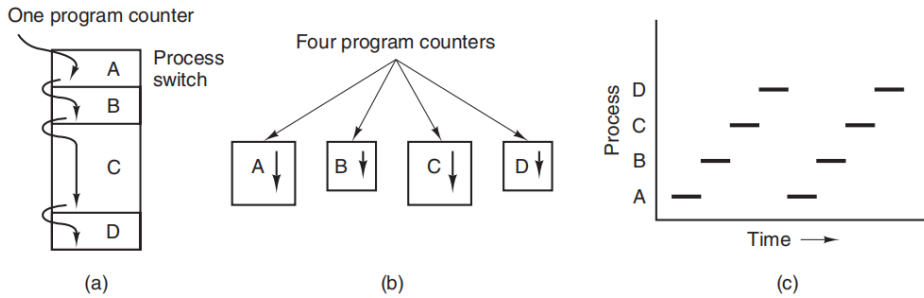 One program counter
A
Process
switch
B
C
D
(a)
Four program counters
A
B
C
D
(b)
Process
D
C
B
A
Time
(c)